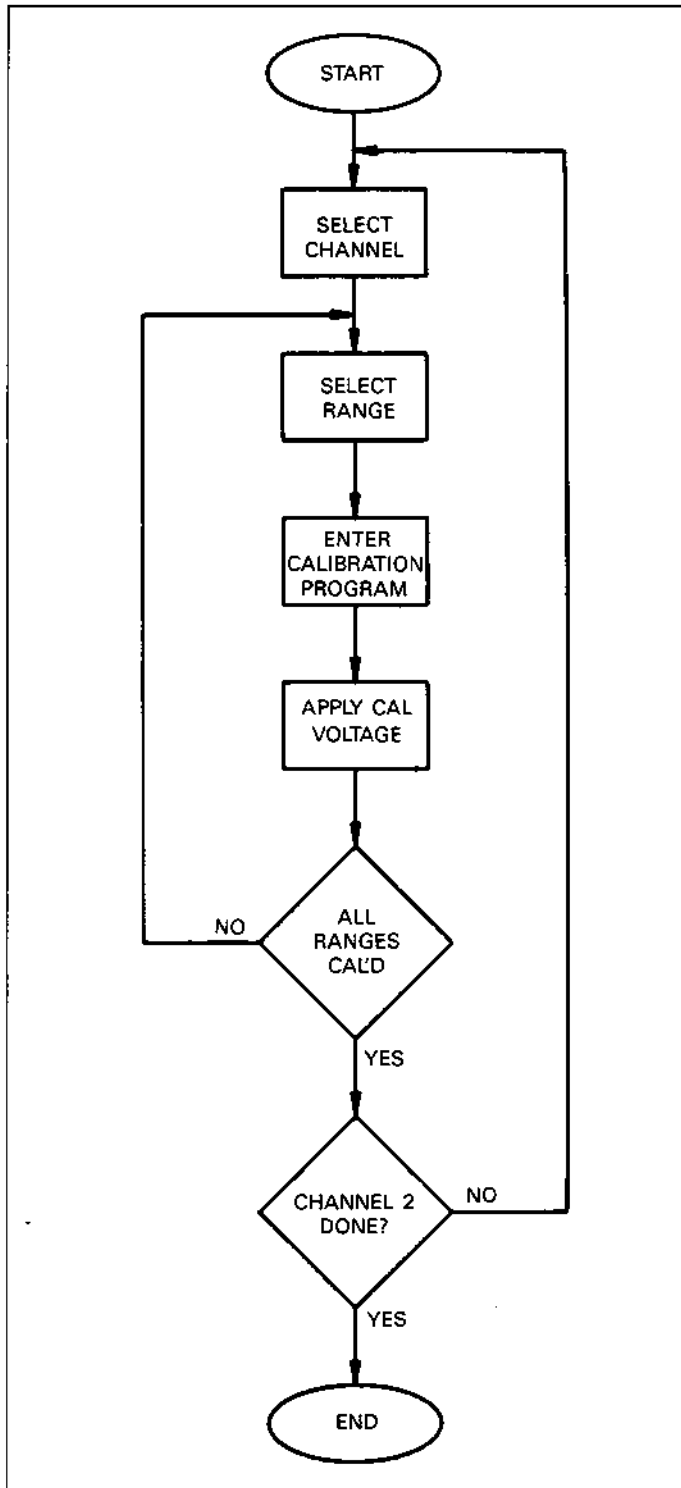 START
SELECT
CHANNEL
SELECT
RANGE
ENTER
CALIBRATION
PROGRAM
APPLY CAL
VOLTAGE
ALL
RANGES
CAL'D
NO
YES
CHANNEL 2
DONE?
NO
YES
END